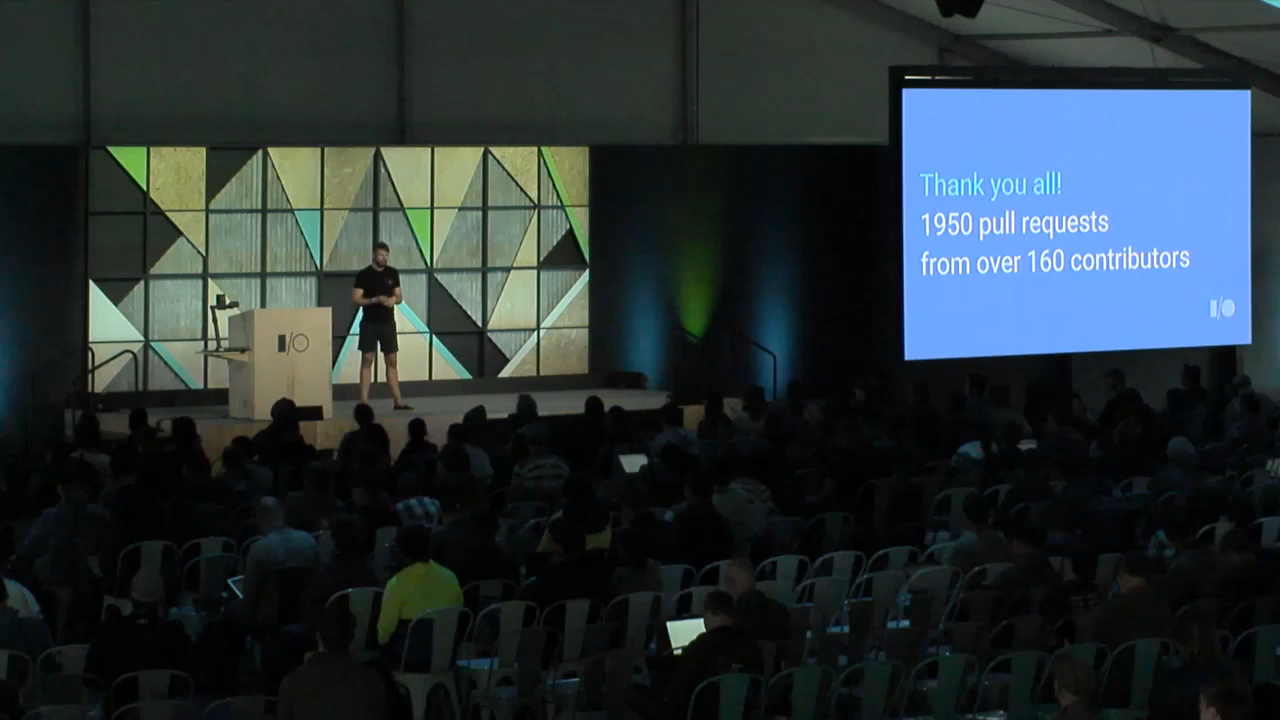 I/O
Thank you all!
1950 pull requests
from over 160 contributors
I/O